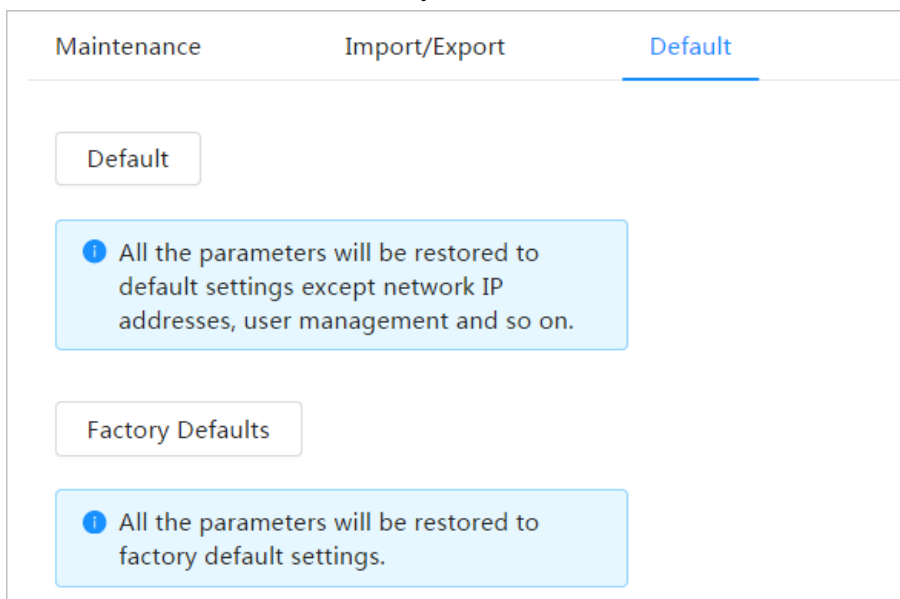 Maintenance Import/Export Default
Default
All the parameters will be restored to
default settings except network IP
addresses, user management and so on.
Factory Defaults
All the parameters will be restored to
factory default settings.